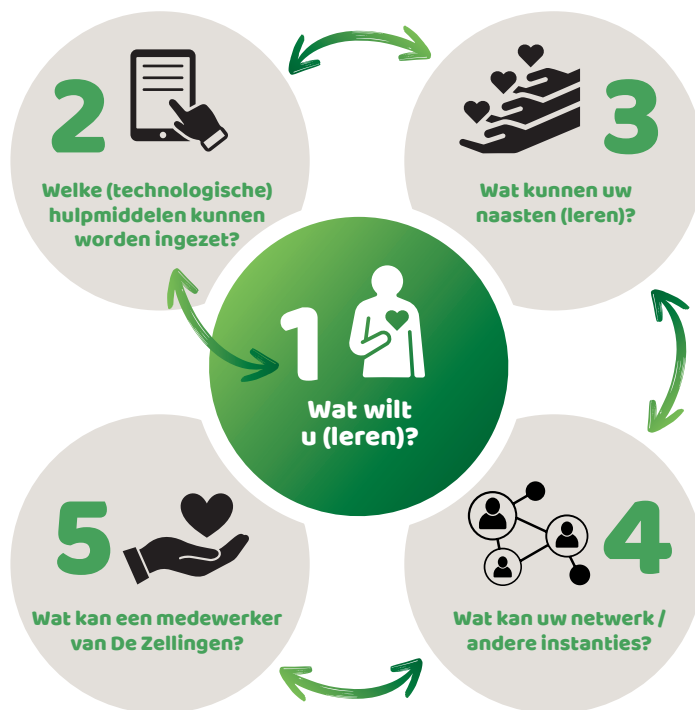 1
Wat wilt
u (leren)?
2
Welke (technologische)
hulpmiddelen kunnen
worden ingezet?
3
Wat kunnen uw
naasten (leren)?
4
Wat kan uw netwerk /
andere instanties?
5
Wat kan een medewerker
van De Zellingen?